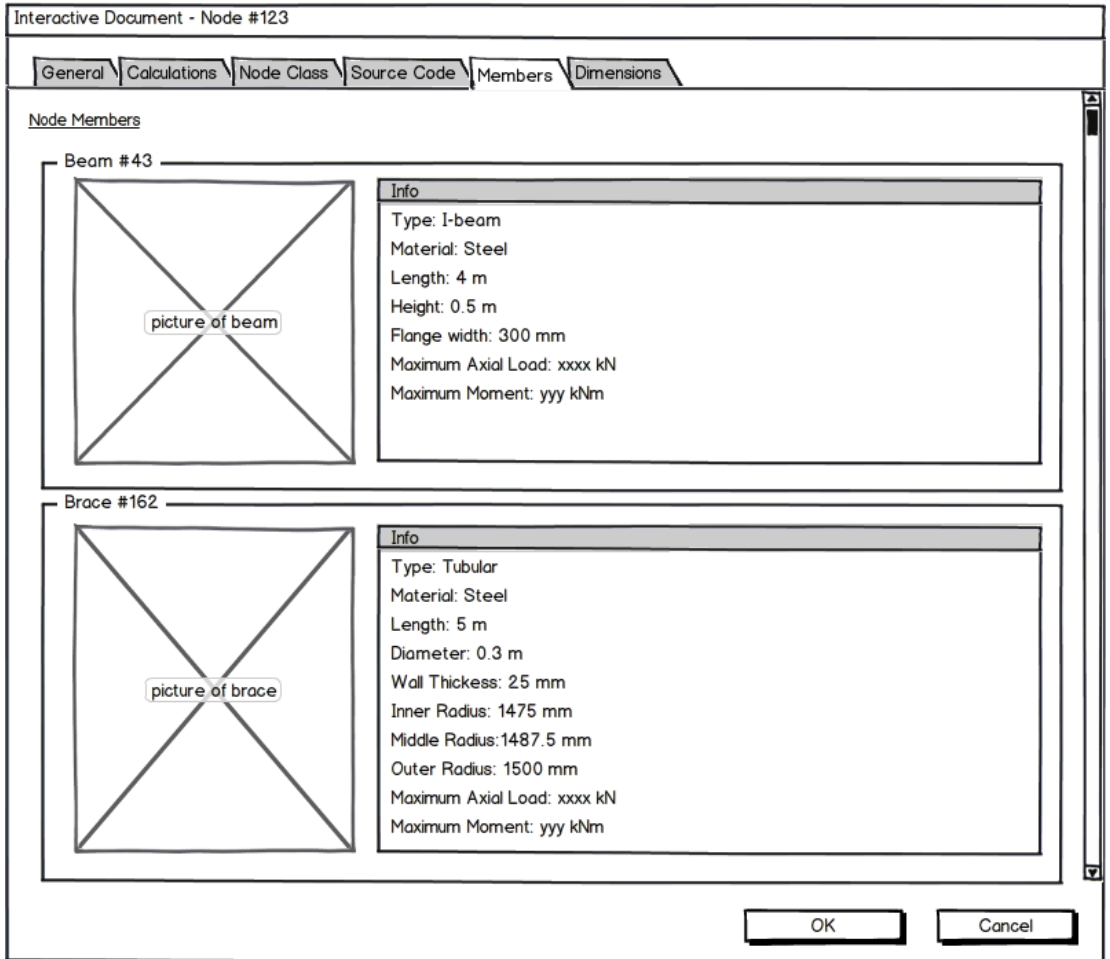 Interactive Document - Node #123
General Calculations Node Class Source Code Members Dimensions
Node Members
Beam #43
picture of beam
Info
Type: I-beam
Material: Steel
Length: 4 m
Height: 0.5 m
Flange width: 300 mm
Maximum Axial Load: xxxx kN
Maximum Moment: yyy kNm
Brace #162
picture of brace
Info
Type: Tubular
Material: Steel
Length: 5 m
Diameter: 0.3 m
Wall Thickess: 25 mm
Inner Radius: 1475 mm
Middle Radius:1487.5 mm
Outer Radius: 1500 mm
Maximum Axial Load: xxxx kN
Maximum Moment: yyy kNm
OK Cancel